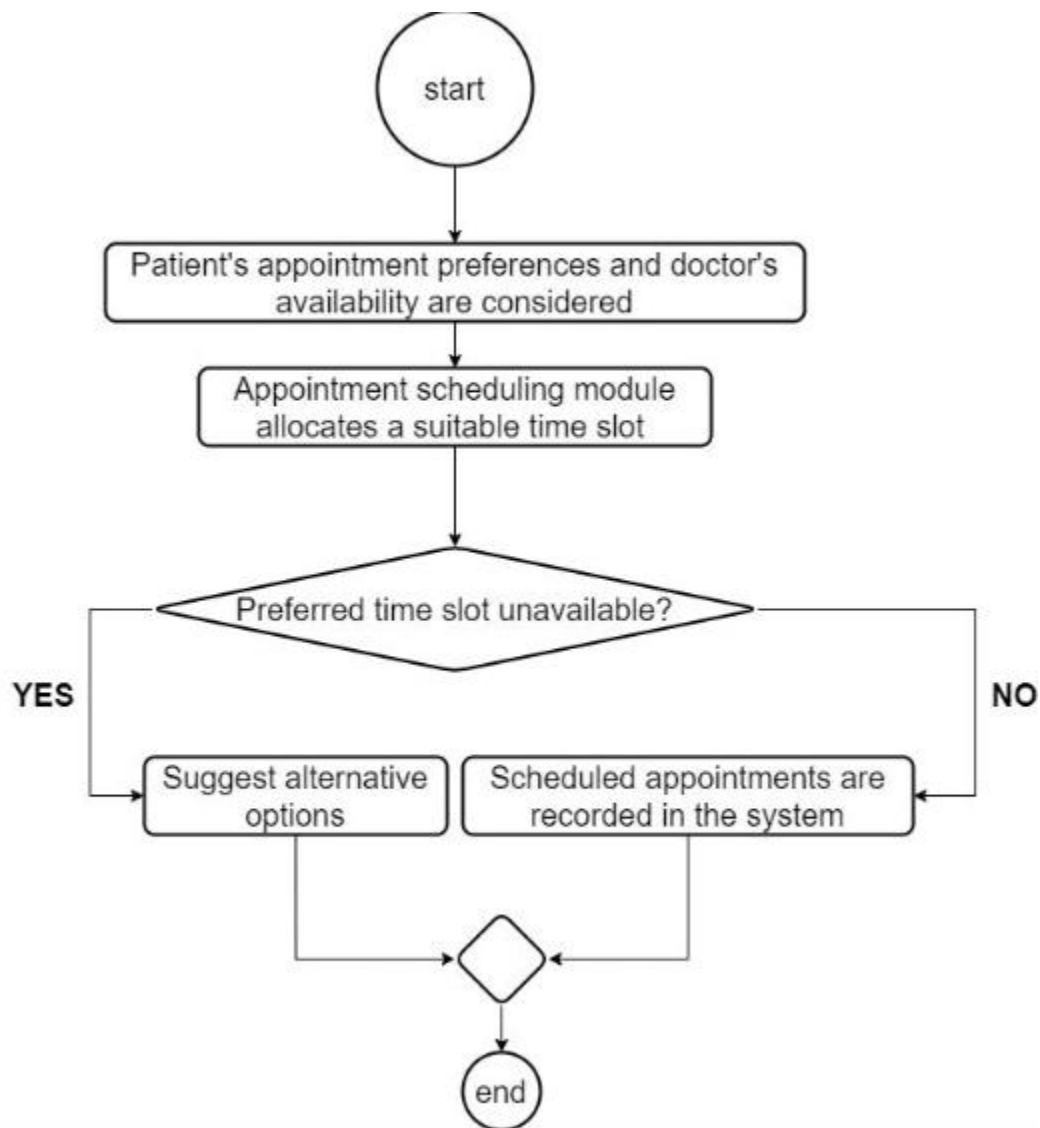 start
Patient's appointment preferences and doctor's
availability are considered
Appointment scheduling module
allocates a suitable time slot
Preferred time slot unavailable?
YES
NO
Suggest alternative
options
Scheduled appointments are
recorded in the system
end